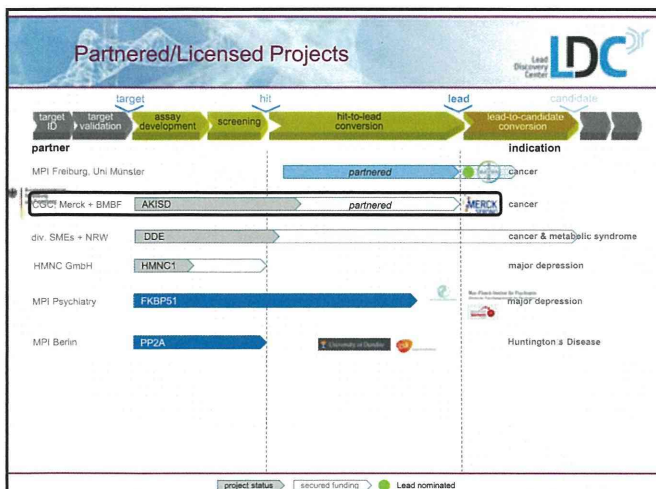 Partnered/Licensed Projects
Lead
Discovery
Center
LDC
target
hit
lead
candidate
target
ID
target
validation
assay
development
screening
hit-to-lead
conversion
lead-to-candidate
conversion
partner
indication
MPI Freiburg, Uni Münster
partnered
cancer
CGC, Merck + BMBF
AKISD
partnered
MERCK
cancer
div. SMEs + NRW
DDE
cancer & metabolic syndrome
HMNC GmbH
HMNC1
major depression
MPI Psychiatry
FKBP51
major depression
MPI Berlin
PP2A
University of Dundee
gsk
Huntington's Disease
project status
secured funding
Lead nominated